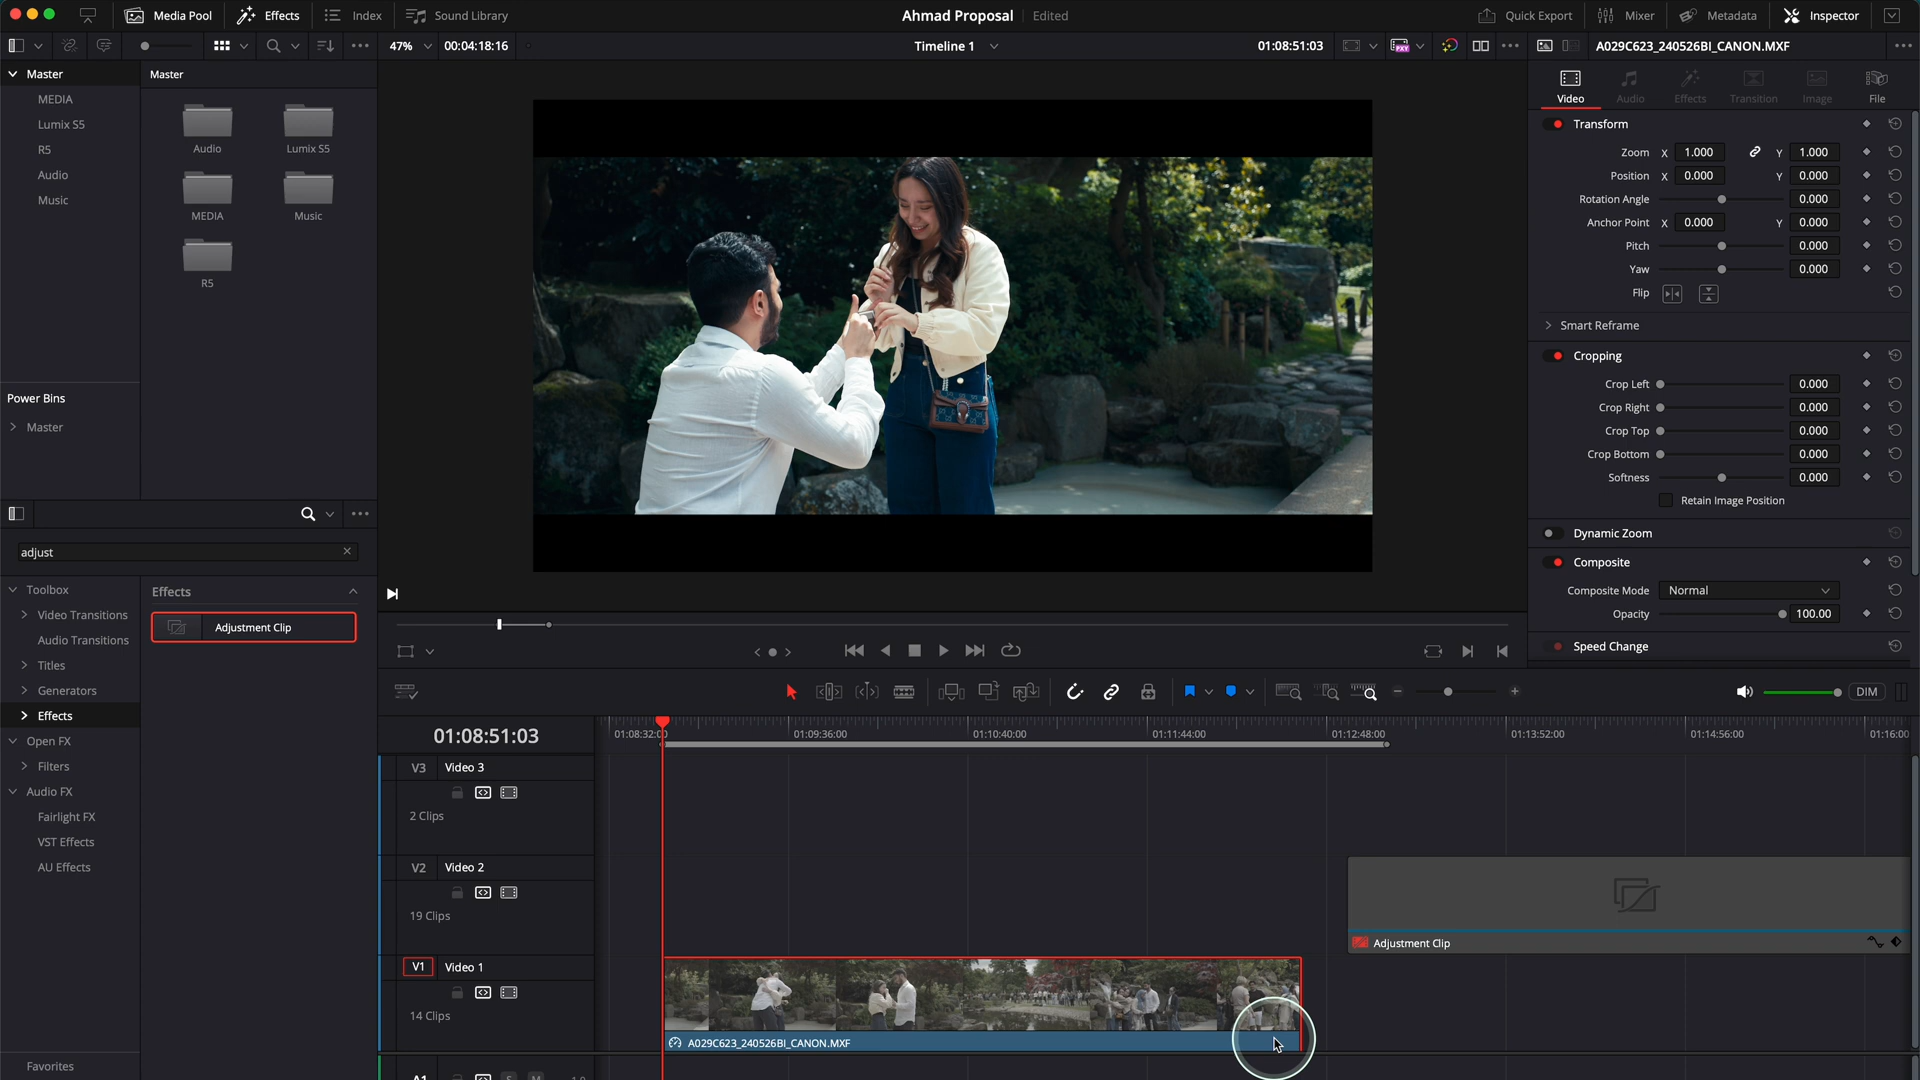 Media Pool
Effects
Index
Sound Library
Ahmad Proposal
Edited
Quick Export
Mixer
Metadata
Inspector
47%
00:04:18:16
Timeline 1
01:08:51:03
A029C623_240526BI_CANON.MXF
Master
MEDIA
Lumix S5
R5
Audio
Music
Power Bins
Master
Master
Audio
Lumix S5
MEDIA
Music
R5
Video
Audio
Effects
Transition
Image
File
Transform
Zoom X 1.000 Y 1.000
Position X 0.000 Y 0.000
Rotation Angle 0.000
Anchor Point X 0.000 Y 0.000
Pitch 0.000
Yaw 0.000
Flip
Smart Reframe
Cropping
Crop Left 0.000
Crop Right 0.000
Crop Top 0.000
Crop Bottom 0.000
Softness 0.000
Retain Image Position
Dynamic Zoom
Composite
Composite Mode Normal
Opacity 100.00
Speed Change
adjust
Toolbox
Video Transitions
Audio Transitions
Titles
Generators
Effects
Open FX
Filters
Audio FX
Fairlight FX
VST Effects
AU Effects
Favorites
Effects
Adjustment Clip
DIM
01:08:51:03
01:08:32:00
01:09:36:00
01:10:40:00
01:11:44:00
01:12:48:00
01:13:52:00
01:14:56:00
01:16:00
V3 Video 3
2 Clips
V2 Video 2
19 Clips
Adjustment Clip
V1 Video 1
14 Clips
A029C623_240526BI_CANON.MXF